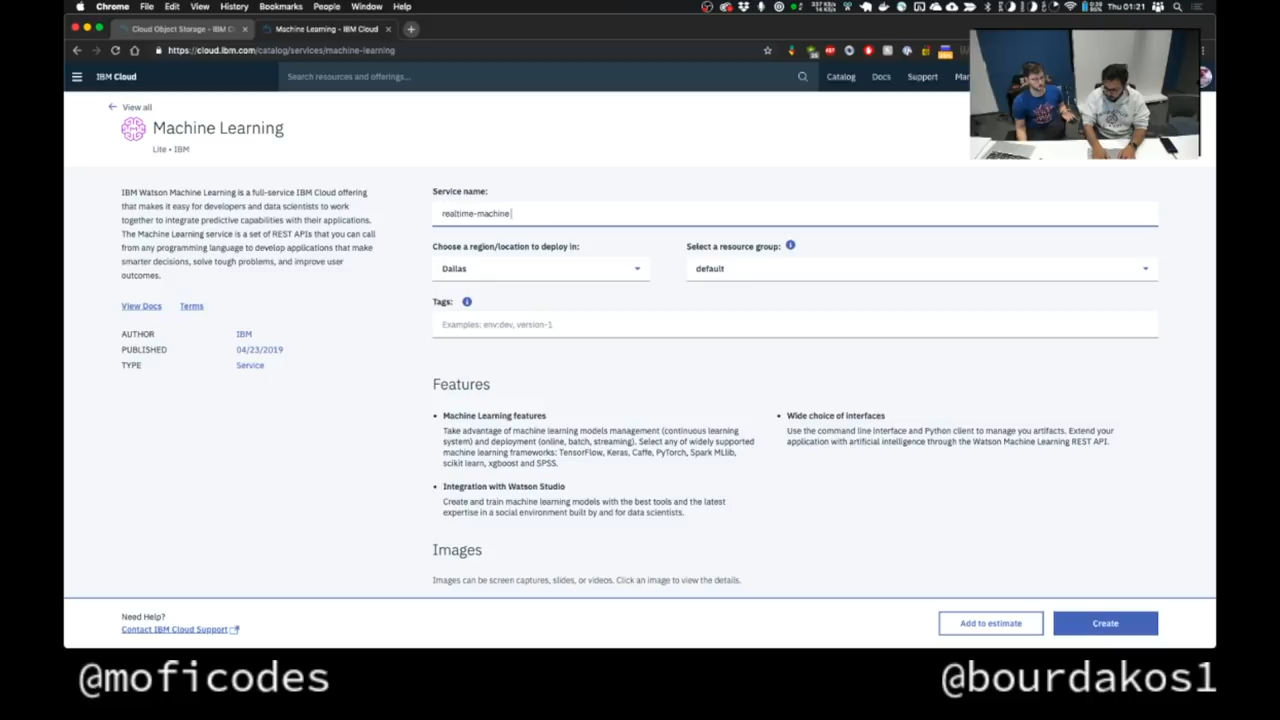 Chrome File Edit View History Bookmarks People Window Help
Thu 01:21
Cloud Object Storage - IBM Cl
Machine Learning - IBM Cloud
https://cloud.ibm.com/catalog/services/machine-learning
IBM Cloud
Search resources and offerings...
Catalog Docs Support Man
View all
Machine Learning
Lite • IBM
IBM Watson Machine Learning is a full-service IBM Cloud offering
that makes it easy for developers and data scientists to work
together to integrate predictive capabilities with their applications.
The Machine Learning service is a set of REST APIs that you can call
from any programming language to develop applications that make
smarter decisions, solve tough problems, and improve user
outcomes.
View Docs Terms
AUTHOR IBM
PUBLISHED 04/23/2019
TYPE Service
Service name:
realtime-machine
Choose a region/location to deploy in:
Select a resource group:
Dallas
default
Tags:
Examples: env:dev, version-1
Features
• Machine Learning features
Take advantage of machine learning models management (continuous learning
system) and deployment (online, batch, streaming). Select any of widely supported
machine learning frameworks: TensorFlow, Keras, Caffe, PyTorch, Spark MLlib,
scikit learn, xgboost and SPSS.
• Integration with Watson Studio
Create and train machine learning models with the best tools and the latest
expertise in a social environment built by and for data scientists.
• Wide choice of interfaces
Use the command line interface and Python client to manage you artifacts. Extend your
application with artificial intelligence through the Watson Machine Learning REST API.
Images
Images can be screen captures, slides, or videos. Click an image to view the details.
Need Help?
Contact IBM Cloud Support
Add to estimate
Create
@moficodes
@bourdakos1